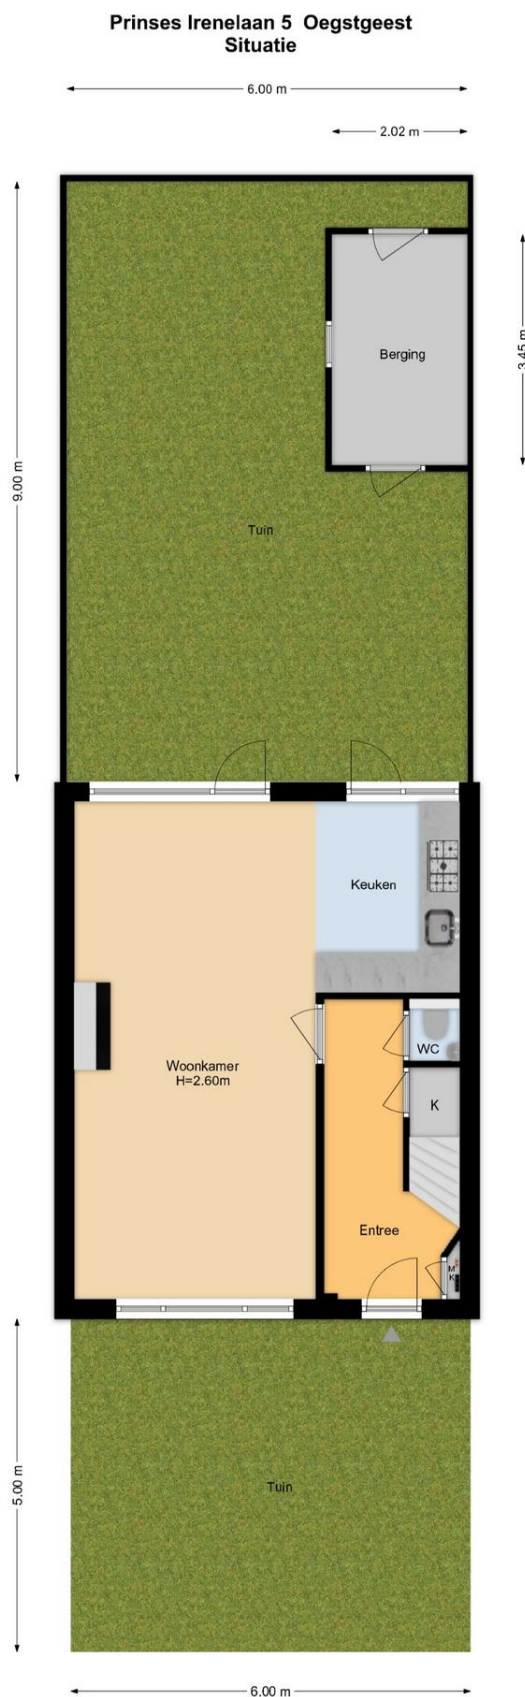 Prinses Irenelaan 5 Oegstgeest
Situatie
6.00 m
2.02 m
3.45 m
9.00 m
Berging
Tuin
Keuken
WC
Woonkamer
H=2.60m
K
Entree
M
K
5.00 m
Tuin
6.00 m